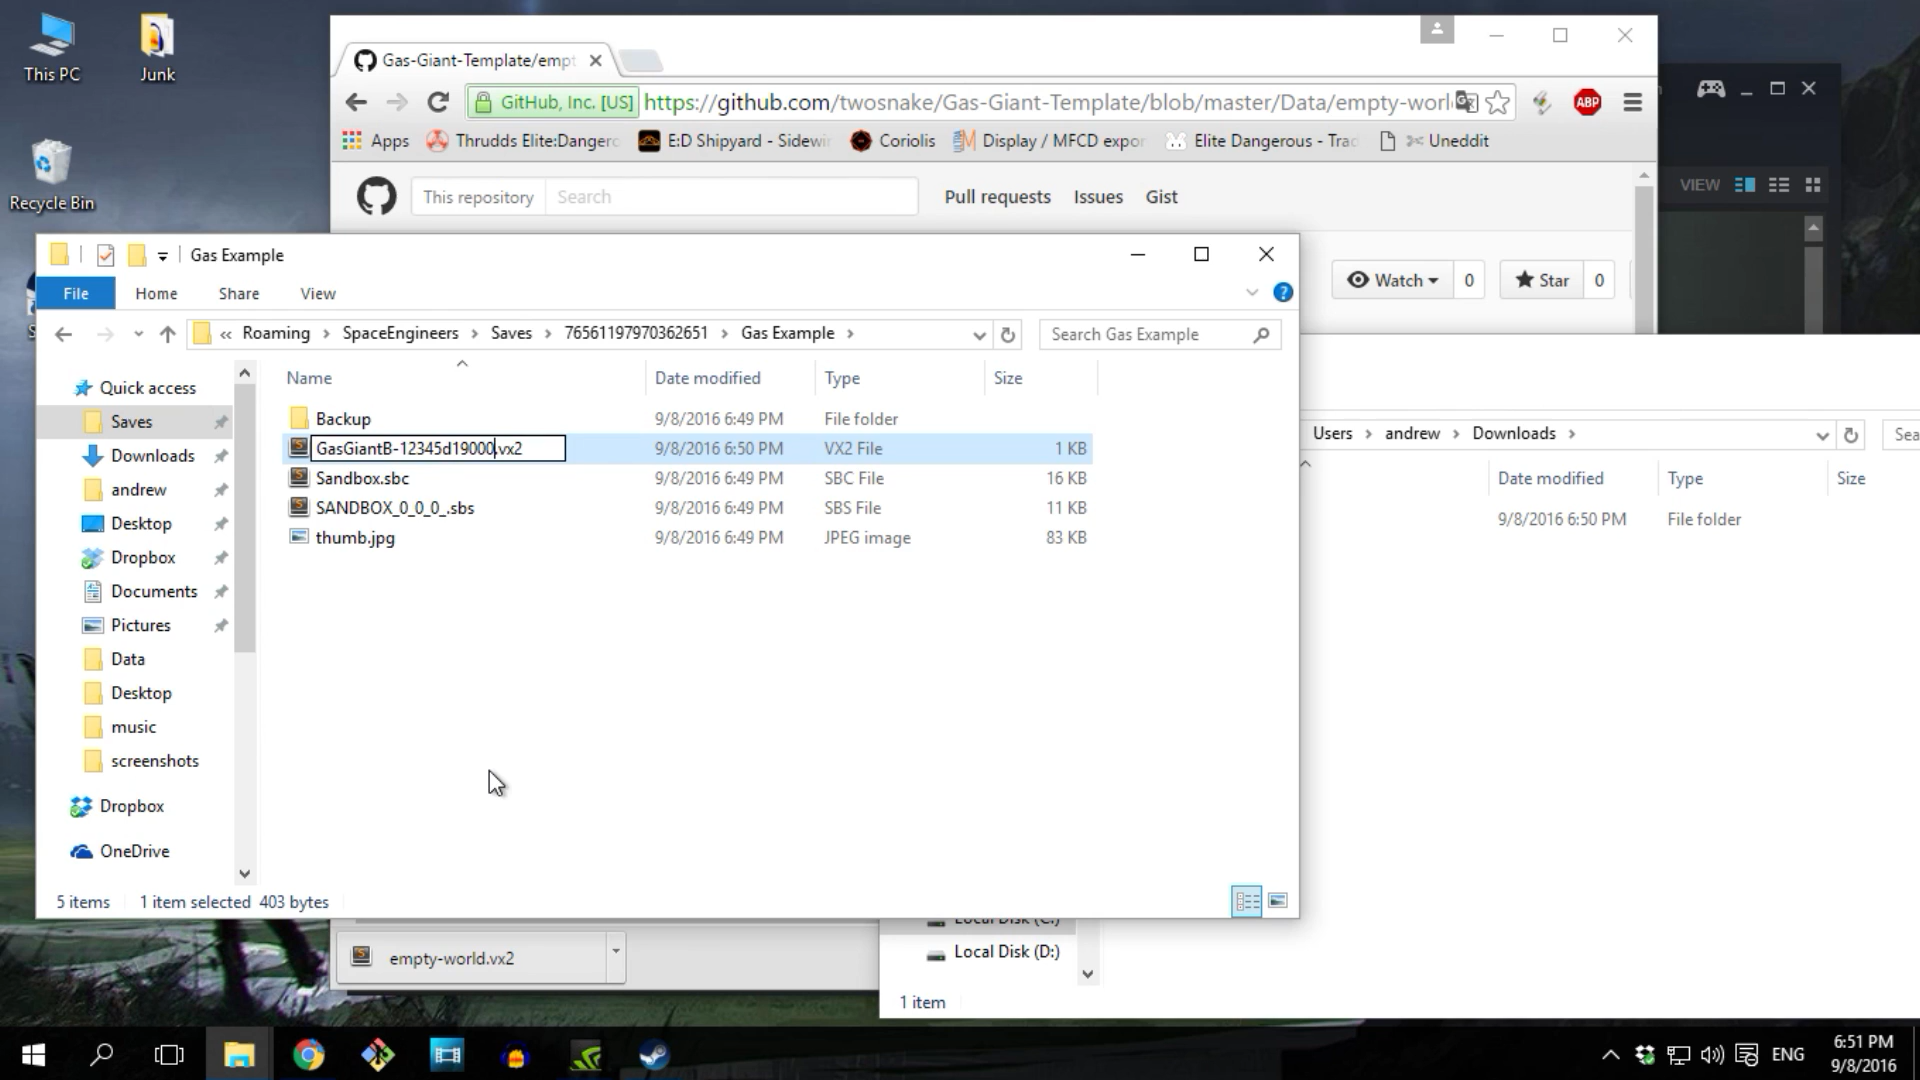 This PC
Junk
Recycle Bin
Gas-Giant-Template/empt
GitHub, Inc. [US]
https://github.com/twosnake/Gas-Giant-Template/blob/master/Data/empty-worl
ABP
Apps
Thrudds Elite:Dangero
E:D Shipyard - Sidewin
Coriolis
Display / MFCD expor
Elite Dangerous - Trad
Uneddit
This repository
Search
Pull requests
Issues
Gist
VIEW
Watch
0
Star
0
Gas Example
File
Home
Share
View
« Roaming > SpaceEngineers > Saves > 76561197970362651 > Gas Example >
Search Gas Example
Quick access
Saves
Downloads
andrew
Desktop
Dropbox
Documents
Pictures
Data
Desktop
music
screenshots
Dropbox
OneDrive
Name Date modified Type Size
Backup 9/8/2016 6:49 PM File folder
GasGiantB-12345d19000.vx2 9/8/2016 6:50 PM VX2 File 1 KB
Sandbox.sbc 9/8/2016 6:49 PM SBC File 16 KB
SANDBOX_0_0_0_.sbs 9/8/2016 6:49 PM SBS File 11 KB
thumb.jpg 9/8/2016 6:49 PM JPEG image 83 KB
5 items 1 item selected 403 bytes
Users > andrew > Downloads >
Sea
Date modified Type Size
9/8/2016 6:50 PM File folder
Local Disk (C:)
Local Disk (D:)
1 item
empty-world.vx2
ENG
6:51 PM
9/8/2016